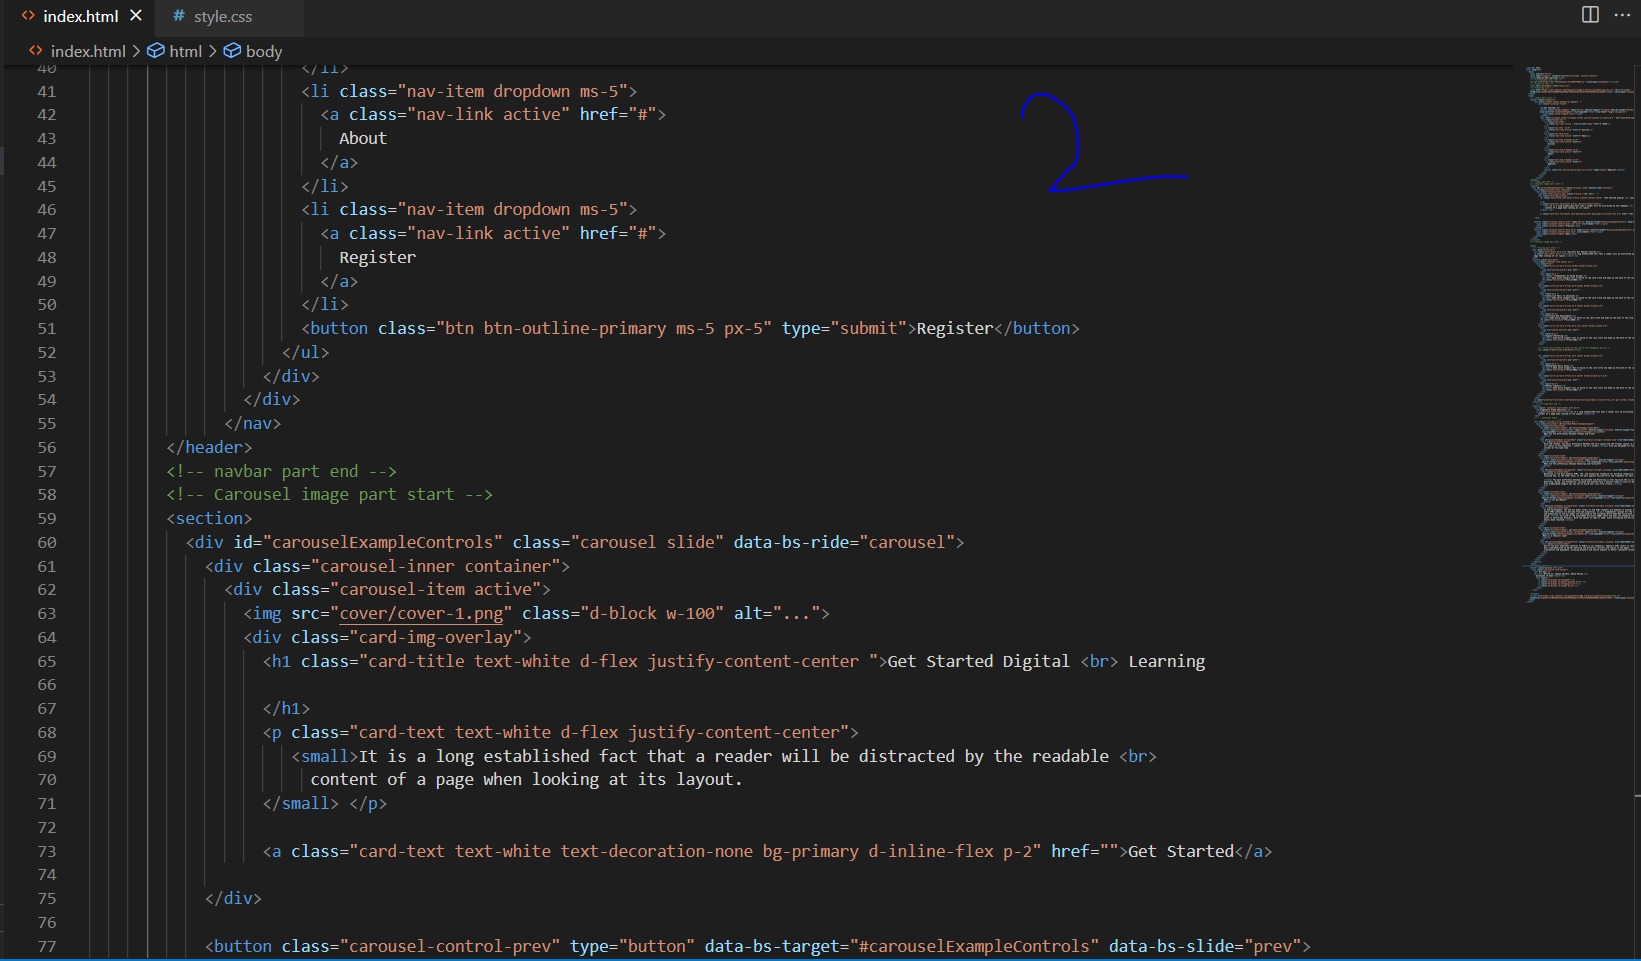 index.html
style.css
index.html > html > body
40 </li>
41 <li class="nav-item dropdown ms-5">
42 <a class="nav-link active" href="#">
43 About
44 </a>
45 </li>
46 <li class="nav-item dropdown ms-5">
47 <a class="nav-link active" href="#">
48 Register
49 </a>
50 </li>
51 <button class="btn btn-outline-primary ms-5 px-5" type="submit">Register</button>
52 </ul>
53 </div>
54 </div>
55 </nav>
56 </header>
57 <!-- navbar part end -->
58 <!-- Carousel image part start -->
59 <section>
60 <div id="carouselExampleControls" class="carousel slide" data-bs-ride="carousel">
61 <div class="carousel-inner container">
62 <div class="carousel-item active">
63 <img src="cover/cover-1.png" class="d-block w-100" alt="...">
64 <div class="card-img-overlay">
65 <h1 class="card-title text-white d-flex justify-content-center ">Get Started Digital <br> Learning
66
67 </h1>
68 <p class="card-text text-white d-flex justify-content-center">
69 <small>It is a long established fact that a reader will be distracted by the readable <br>
70 content of a page when looking at its layout.
71 </small> </p>
72
73 <a class="card-text text-white text-decoration-none bg-primary d-inline-flex p-2" href="">Get Started</a>
74
75 </div>
76
77 <button class="carousel-control-prev" type="button" data-bs-target="#carouselExampleControls" data-bs-slide="prev">
2